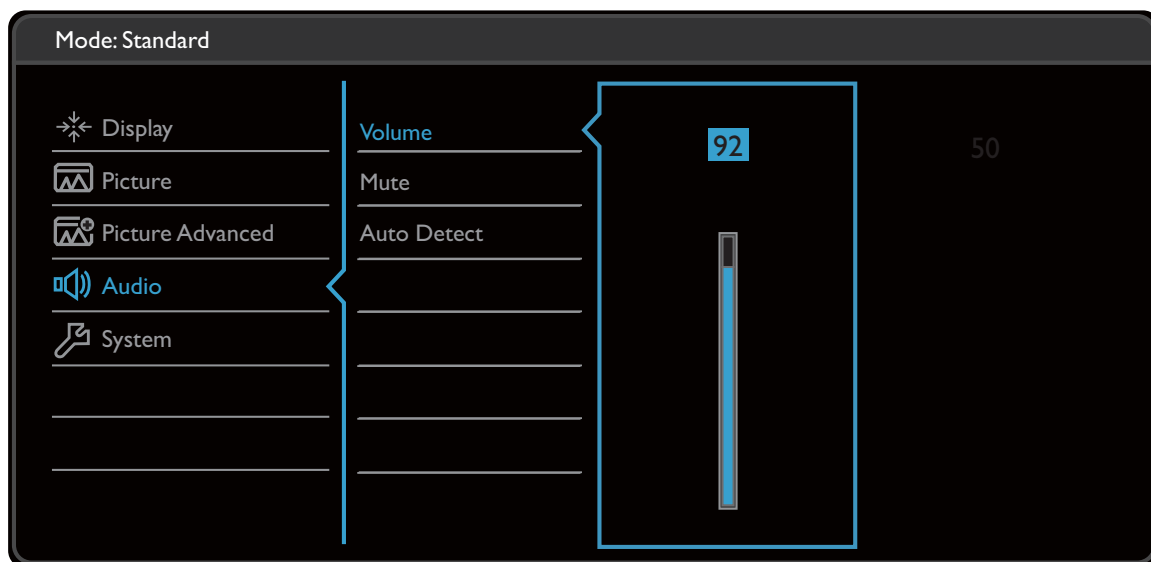 Mode: Standard
Display
Picture
Picture Advanced
Audio
System
Volume
Mute
Auto Detect
92
50